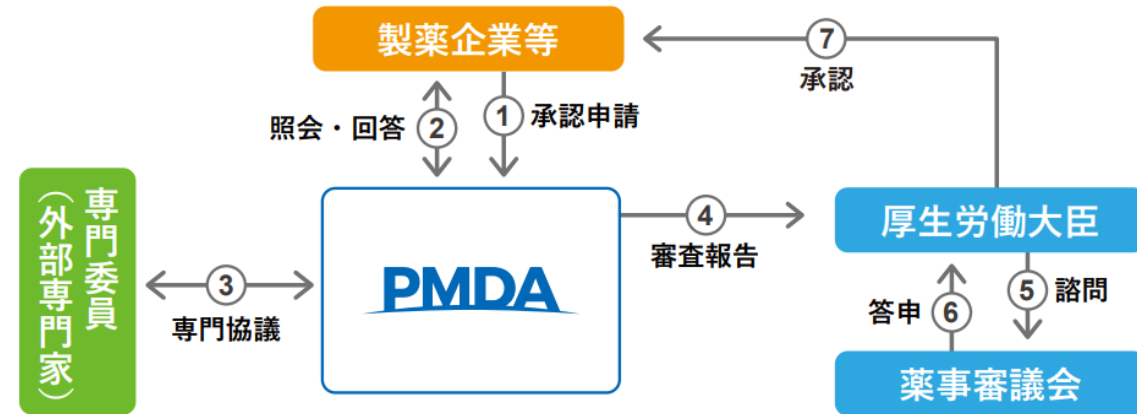 製薬企業等
⑦
承認
照会・回答
②
①
承認申請
専門委員
（外部専門家）
③
専門協議
PMDA
④
審査報告
厚生労働大臣
答申
⑥
⑤
諮問
薬事審議会